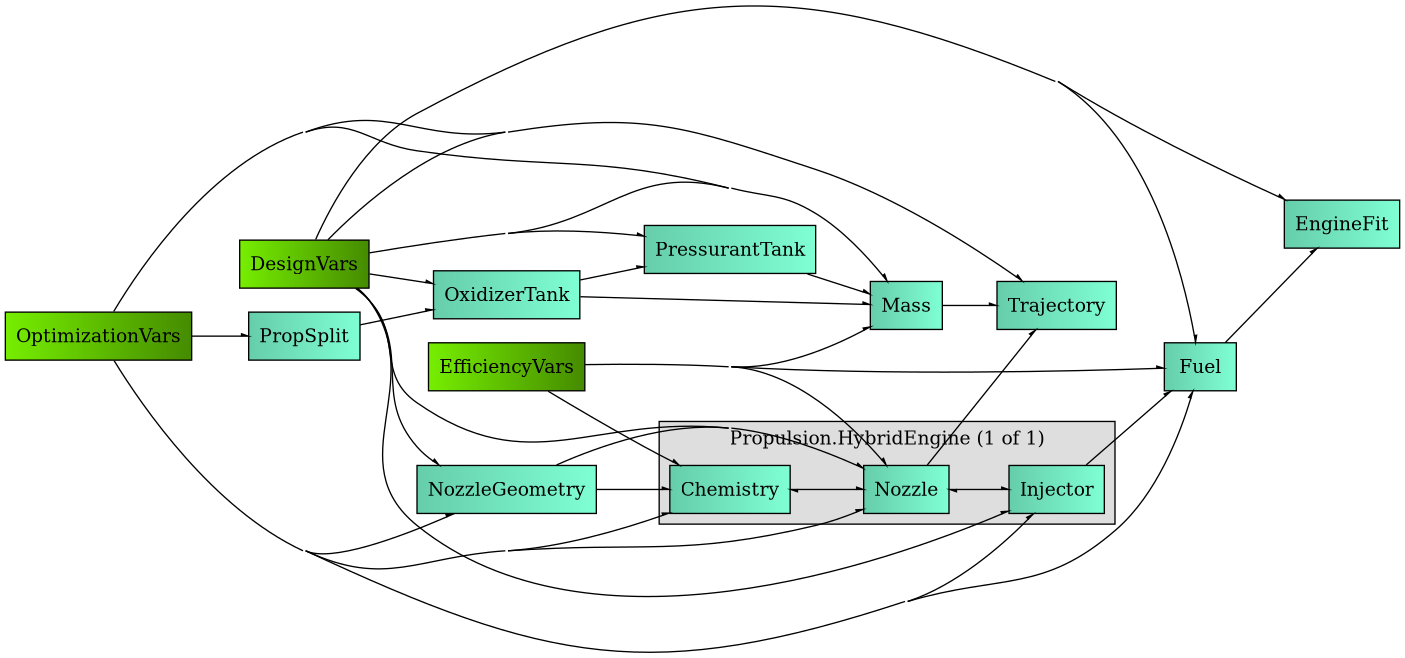 EngineFit
PressurantTank
DesignVars
OxidizerTank
Mass
Trajectory
OptimizationVars
PropSplit
EfficiencyVars
Fuel
Propulsion.HybridEngine (1 of 1)
NozzleGeometry
Chemistry
Nozzle
Injector